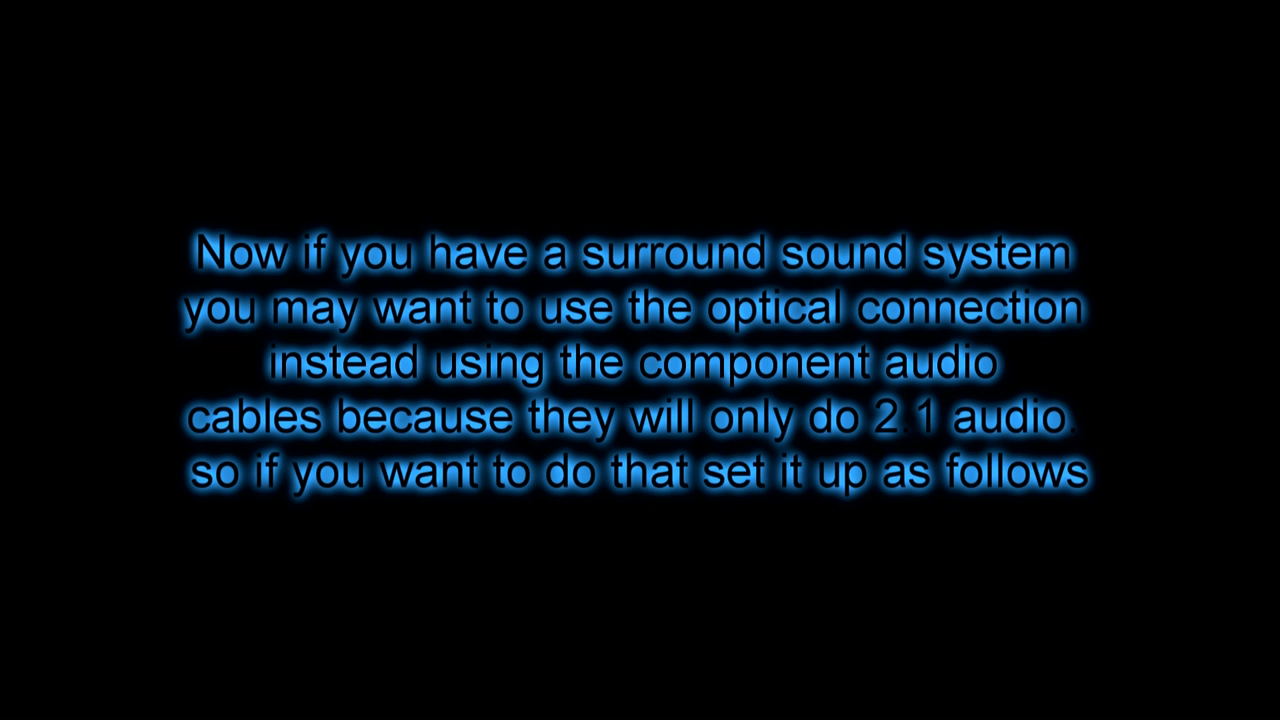 Now if you have a surround sound system
you may want to use the optical connection
instead using the component audio
cables because they will only do 2.1 audio.
so if you want to do that set it up as follows